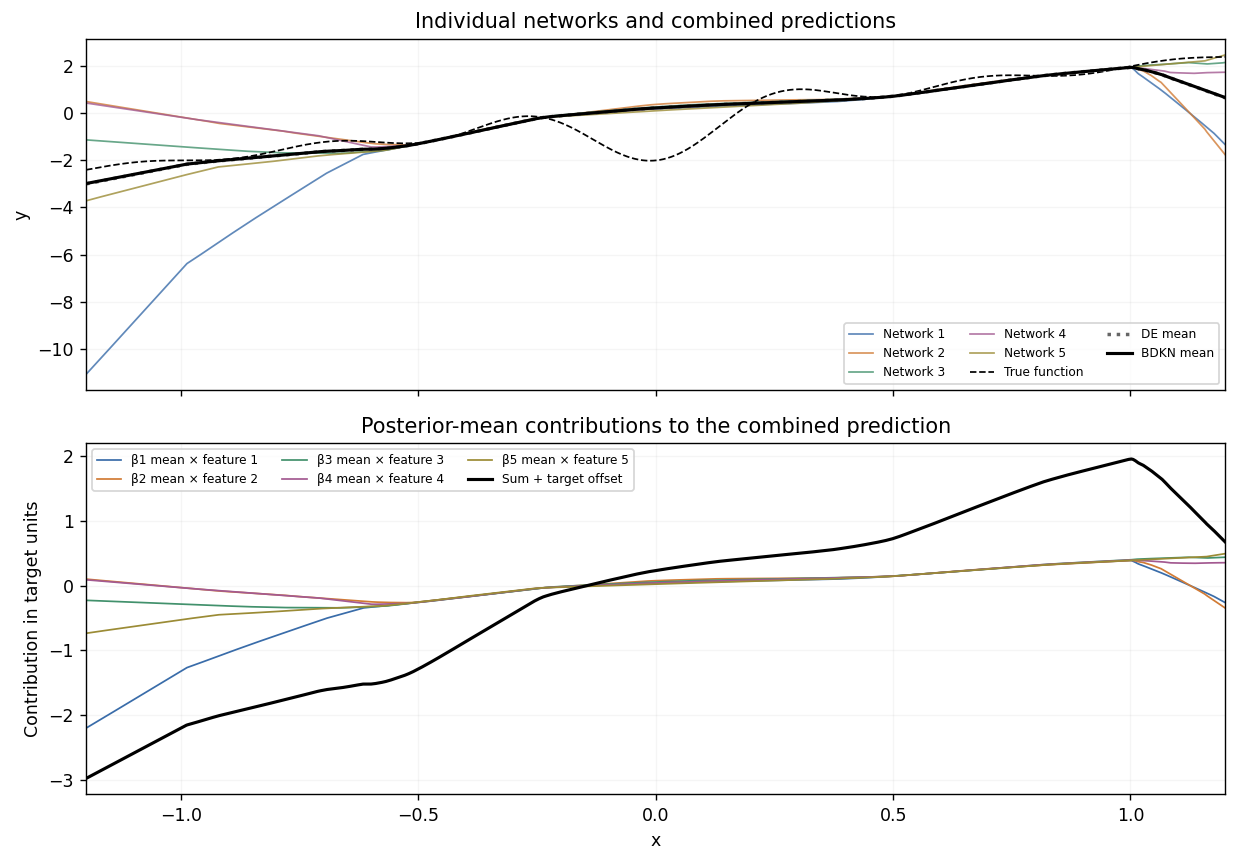 Individual networks and combined predictions
2
0
−2
−4
−6
−8
−10
y
Network 1
Network 2
Network 3
Network 4
Network 5
True function
DE mean
BDKN mean
Posterior-mean contributions to the combined prediction
2
1
0
−1
−2
−3
Contribution in target units
β1 mean × feature 1
β2 mean × feature 2
β3 mean × feature 3
β4 mean × feature 4
β5 mean × feature 5
Sum + target offset
−1.0 −0.5 0.0 0.5 1.0
x